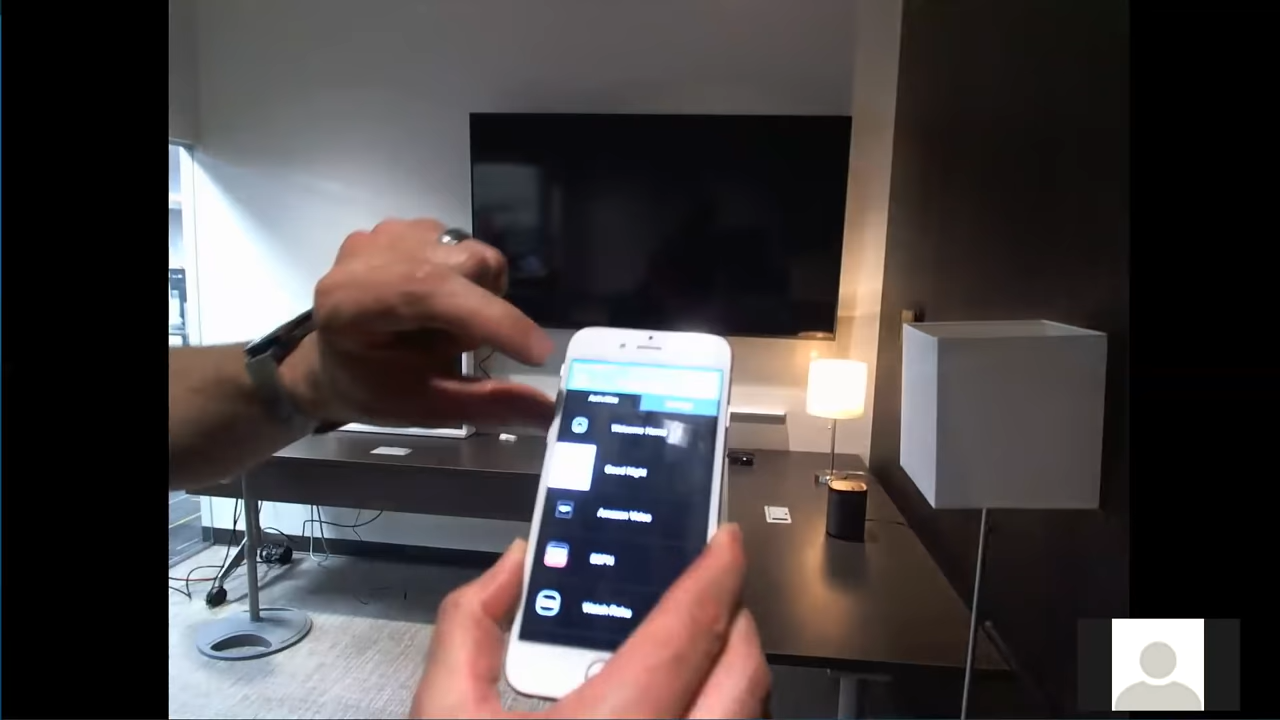 Activities
Welcome Home
Good Night
Amazon Video
ESPN
Watch Roku